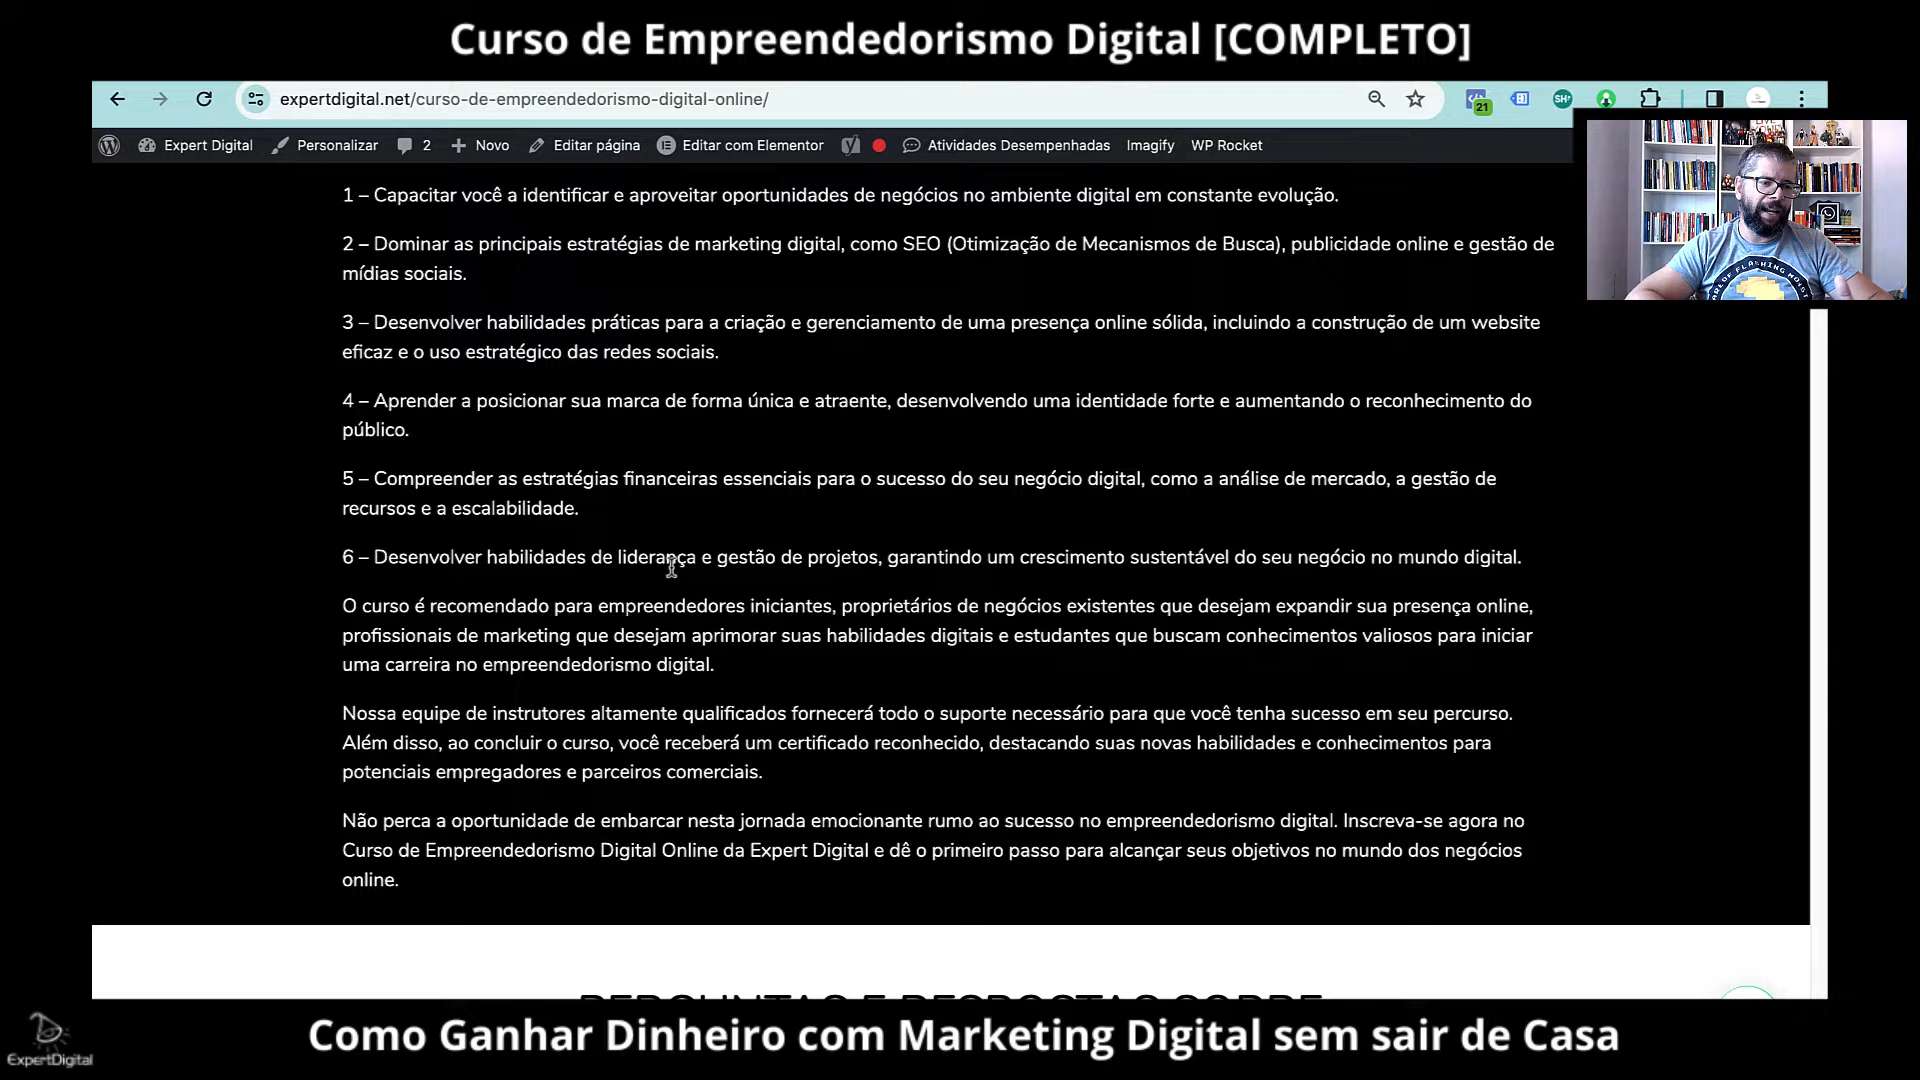 Curso de Empreendedorismo Digital [COMPLETO]
expertdigital.net/curso-de-empreendedorismo-digital-online/
21
SH
Expert Digital Personalizar 2 Novo Editar página Editar com Elementor Atividades Desempenhadas Imagify WP Rocket
1 – Capacitar você a identificar e aproveitar oportunidades de negócios no ambiente digital em constante evolução.
2 – Dominar as principais estratégias de marketing digital, como SEO (Otimização de Mecanismos de Busca), publicidade online e gestão de
mídias sociais.
3 – Desenvolver habilidades práticas para a criação e gerenciamento de uma presença online sólida, incluindo a construção de um website
eficaz e o uso estratégico das redes sociais.
4 – Aprender a posicionar sua marca de forma única e atraente, desenvolvendo uma identidade forte e aumentando o reconhecimento do
público.
5 – Compreender as estratégias financeiras essenciais para o sucesso do seu negócio digital, como a análise de mercado, a gestão de
recursos e a escalabilidade.
6 – Desenvolver habilidades de liderança e gestão de projetos, garantindo um crescimento sustentável do seu negócio no mundo digital.
O curso é recomendado para empreendedores iniciantes, proprietários de negócios existentes que desejam expandir sua presença online,
profissionais de marketing que desejam aprimorar suas habilidades digitais e estudantes que buscam conhecimentos valiosos para iniciar
uma carreira no empreendedorismo digital.
Nossa equipe de instrutores altamente qualificados fornecerá todo o suporte necessário para que você tenha sucesso em seu percurso.
Além disso, ao concluir o curso, você receberá um certificado reconhecido, destacando suas novas habilidades e conhecimentos para
potenciais empregadores e parceiros comerciais.
Não perca a oportunidade de embarcar nesta jornada emocionante rumo ao sucesso no empreendedorismo digital. Inscreva-se agora no
Curso de Empreendedorismo Digital Online da Expert Digital e dê o primeiro passo para alcançar seus objetivos no mundo dos negócios
online.
PERGUNTAS E RESPOSTAS SOBRE
Como Ganhar Dinheiro com Marketing Digital sem sair de Casa
ExpertDigital